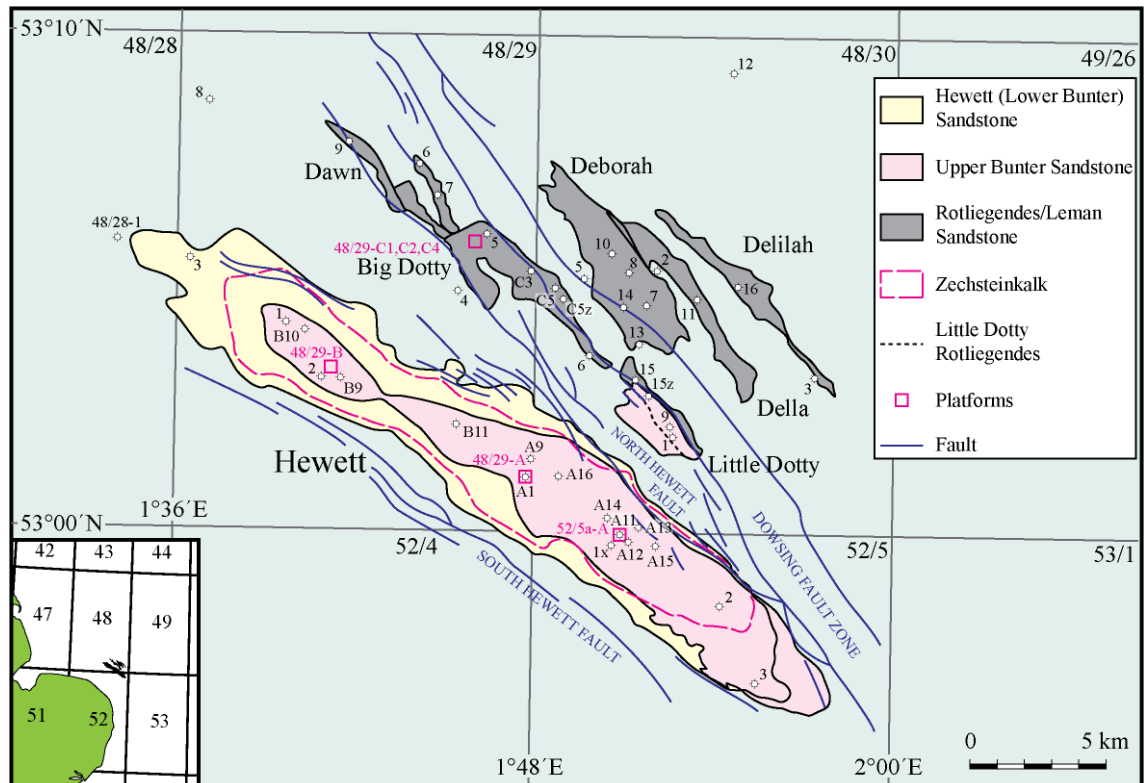 53°10´N
48/28
48/29
48/30
49/26
12
8
Hewett (Lower Bunter)
Sandstone
Upper Bunter Sandstone
Rotliegendes/Leman
Sandstone
Zechsteinkalk
Little Dotty
Rotliegendes
Platforms
Fault
9
6
Dawn
7
Deborah
Delilah
48/28-1
3
48/29-C1,C2,C4
5
Big Dotty
4
C3
C5
C5z
10
5
8
2
14
7
11
16
13
6
15
15z
3
Della
9
1
Little Dotty
1
B10
48/29-B
2
B9
B11
Hewett
A9
48/29-A
A1
A16
NORTH HEWETT
FAULT
A14
A11
A13
52/5a-A
1x
A12
A15
DOWSING FAULT ZONE
53°00´N
1°36´E
52/4
52/5
53/1
SOUTH HEWETT FAULT
2
3
42
43
44
47
48
49
51
52
53
1°48´E
2°00´E
0
5 km